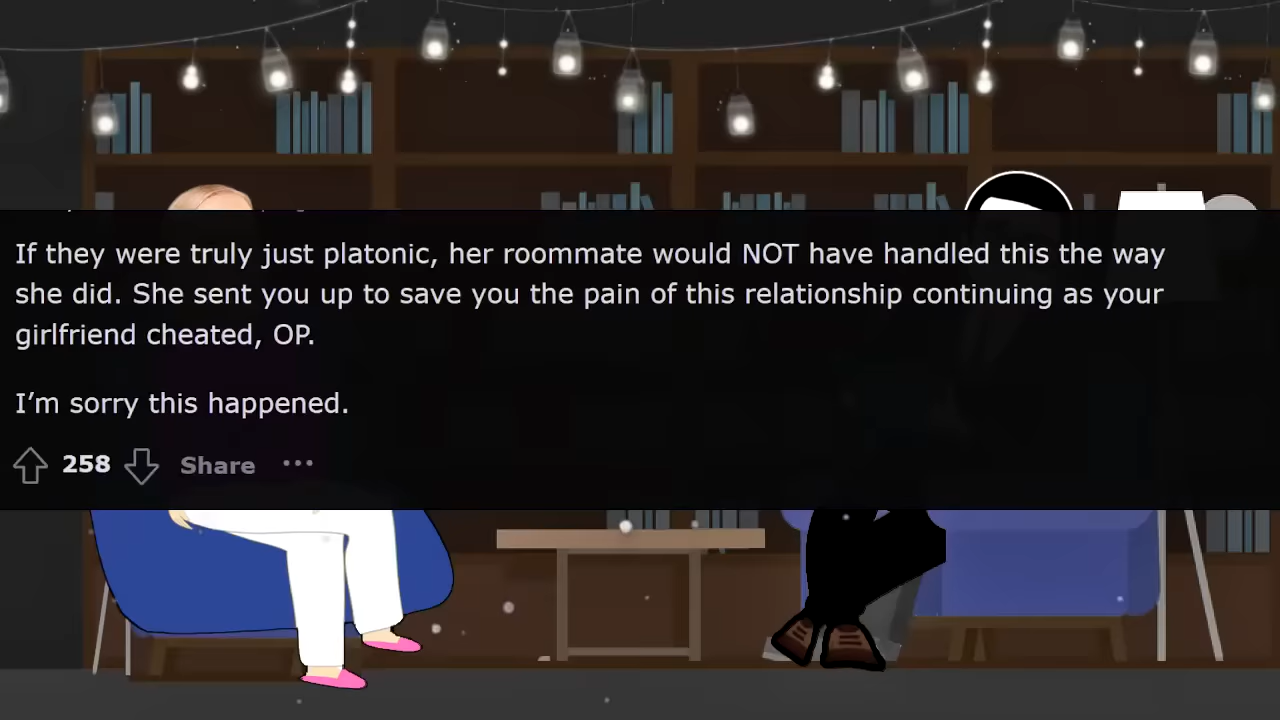 If they were truly just platonic, her roommate would NOT have handled this the way
she did. She sent you up to save you the pain of this relationship continuing as your
girlfriend cheated, OP.
I’m sorry this happened.
258 Share